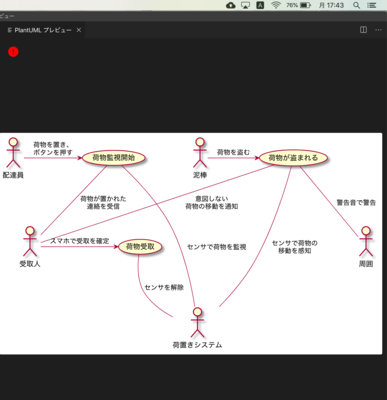 ビュー
76%
月 17:43
PlantUML プレビュー
荷物を置き、
ボタンを押す
荷物を盗む
荷物監視開始
荷物が盗まれる
配達員
泥棒
荷物が置かれた
連絡を受信
意図しない
荷物の移動を通知
警告音で警告
スマホで受取を確定
荷物受取
センサで荷物を監視
センサで荷物の
移動を感知
受取人
周囲
センサを解除
荷置きシステム